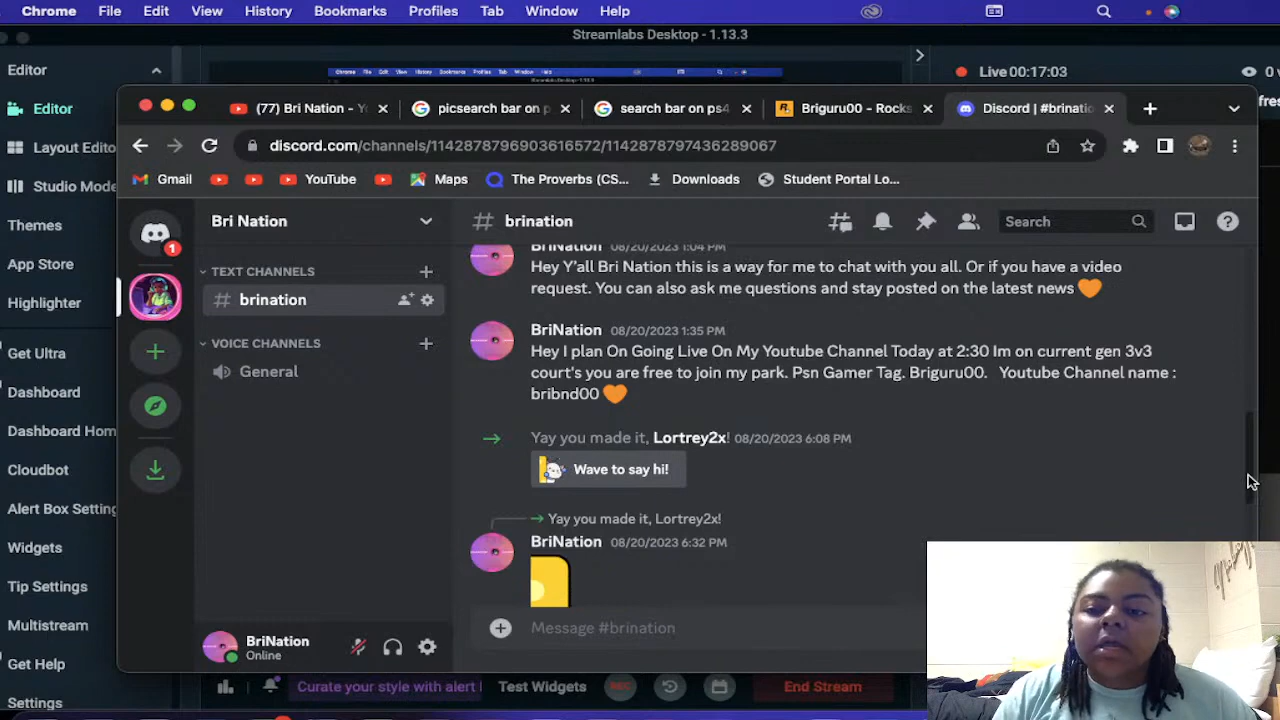 Chrome File Edit View History Bookmarks Profiles Tab Window Help
Streamlabs Desktop - 1.13.3
Editor
Live 00:17:03
(77) Bri Nation - Y
picsearch bar on p
search bar on ps4
Briguru00 - Rocks
Discord | #brinatio
Editor
discord.com/channels/1142878796903616572/1142878797436289067
Layout Edito
Gmail
YouTube
Maps
The Proverbs (CS...
Downloads
Student Portal Lo...
Studio Mode
Themes
App Store
Highlighter
Get Ultra
Dashboard
Dashboard Hom
Cloudbot
Alert Box Setting
Widgets
Tip Settings
Multistream
Get Help
Settings
1
Bri Nation
TEXT CHANNELS
# brination
VOICE CHANNELS
General
BriNation
Online
# brination
Search
BriNation 08/20/2023 1:04 PM
Hey Y'all Bri Nation this is a way for me to chat with you all. Or if you have a video
request. You can also ask me questions and stay posted on the latest news 🧡
BriNation 08/20/2023 1:35 PM
Hey I plan On Going Live On My Youtube Channel Today at 2:30 Im on current gen 3v3
court's you are free to join my park. Psn Gamer Tag. Briguru00. Youtube Channel name :
bribnd00 🧡
Yay you made it, Lortrey2x! 08/20/2023 6:08 PM
Wave to say hi!
Yay you made it, Lortrey2x!
BriNation 08/20/2023 6:32 PM
Message #brination
Curate your style with alert
Test Widgets
REC
End Stream